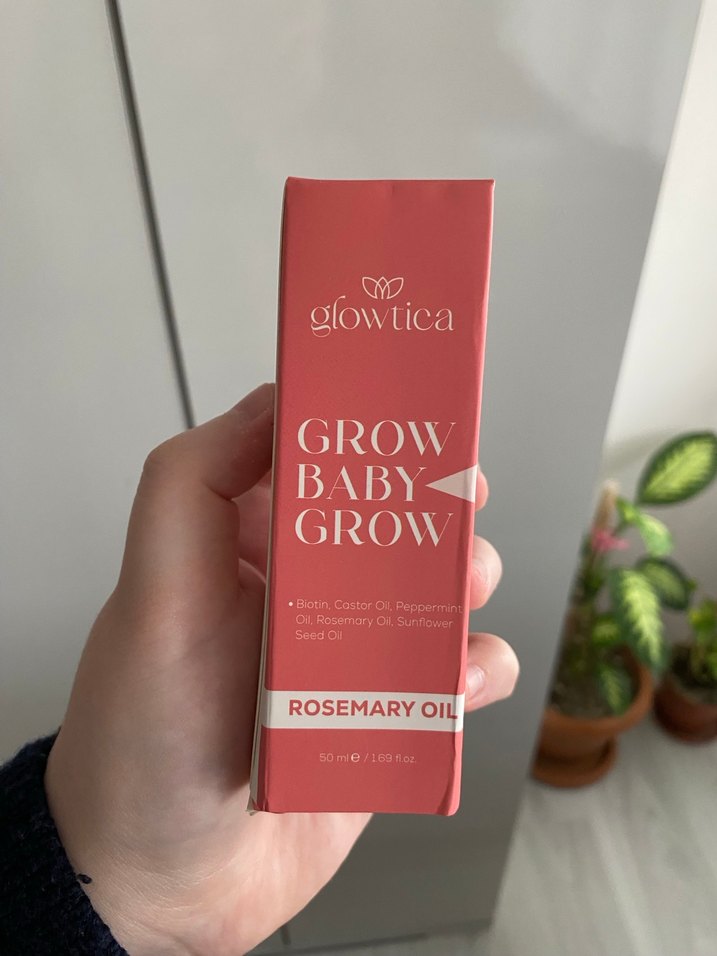 glowtica
GROW
BABY
GROW
• Biotin, Castor Oil, Peppermint
Oil, Rosemary Oil, Sunflower
Seed Oil
ROSEMARY OIL
50 ml ℮ / 1.69 fl.oz.